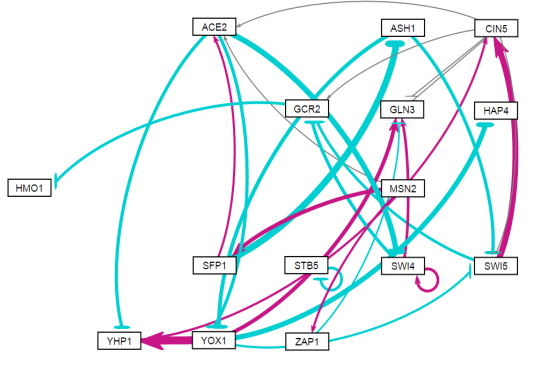 ACE2 ASH1 CIN5
GCR2 GLN3 HAP4
HMO1 MSN2
SFP1 STB5 SWI4 SWI5
YHP1 YOX1 ZAP1